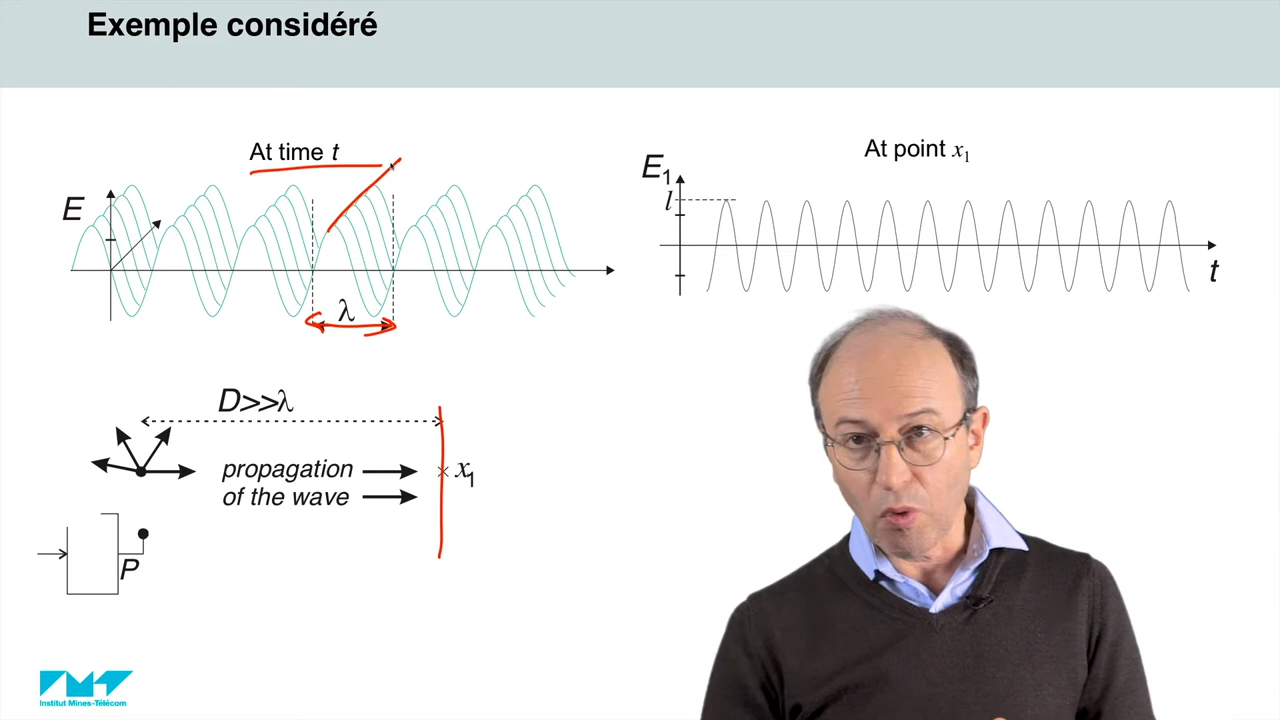 Exemple considéré
At time t
E
λ
At point x1
E1
l
t
D>>λ
propagation
of the wave
x1
P
Institut Mines-Télécom